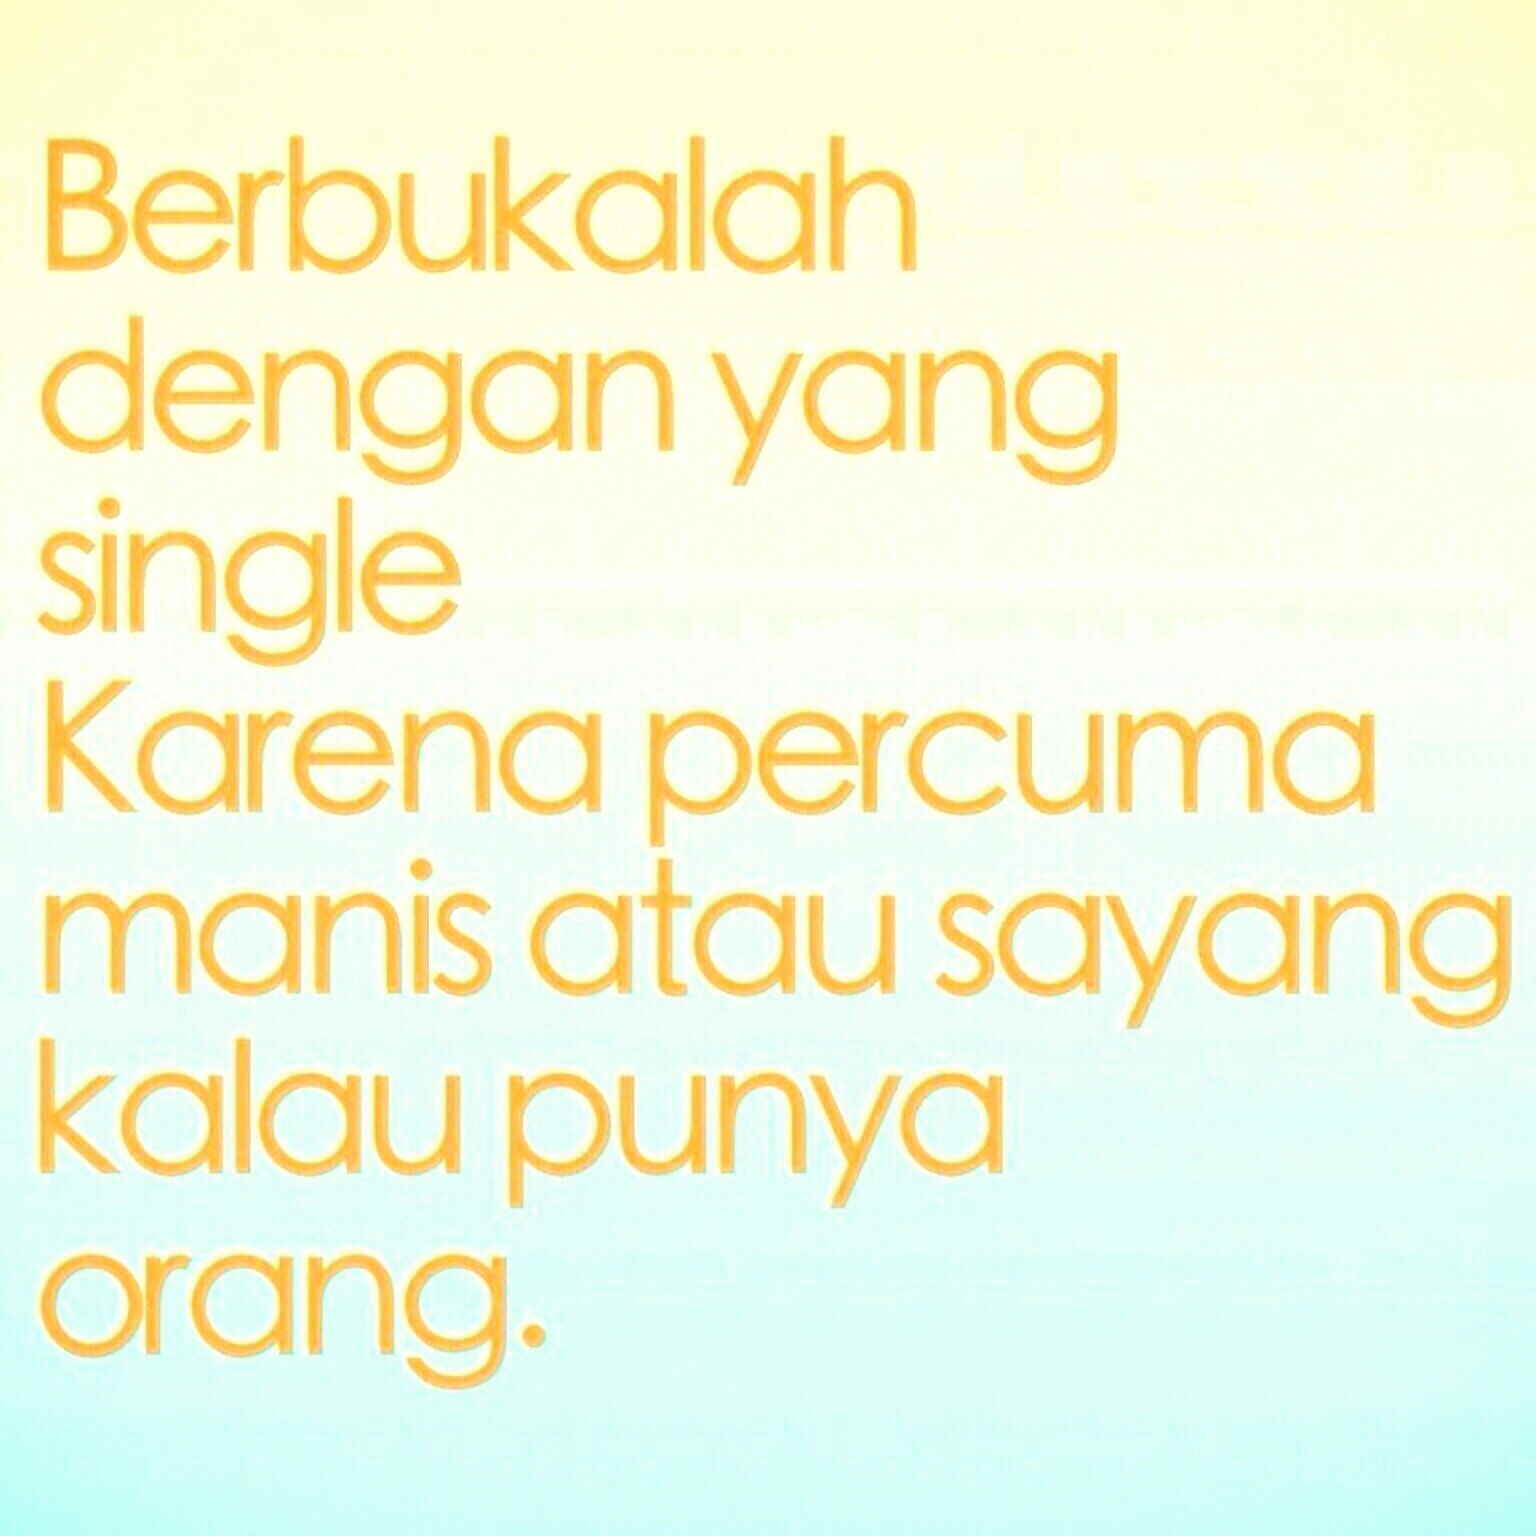 Berbukalah
dengan yang
single
Karena percuma
manis atau sayang
kalau punya
orang.